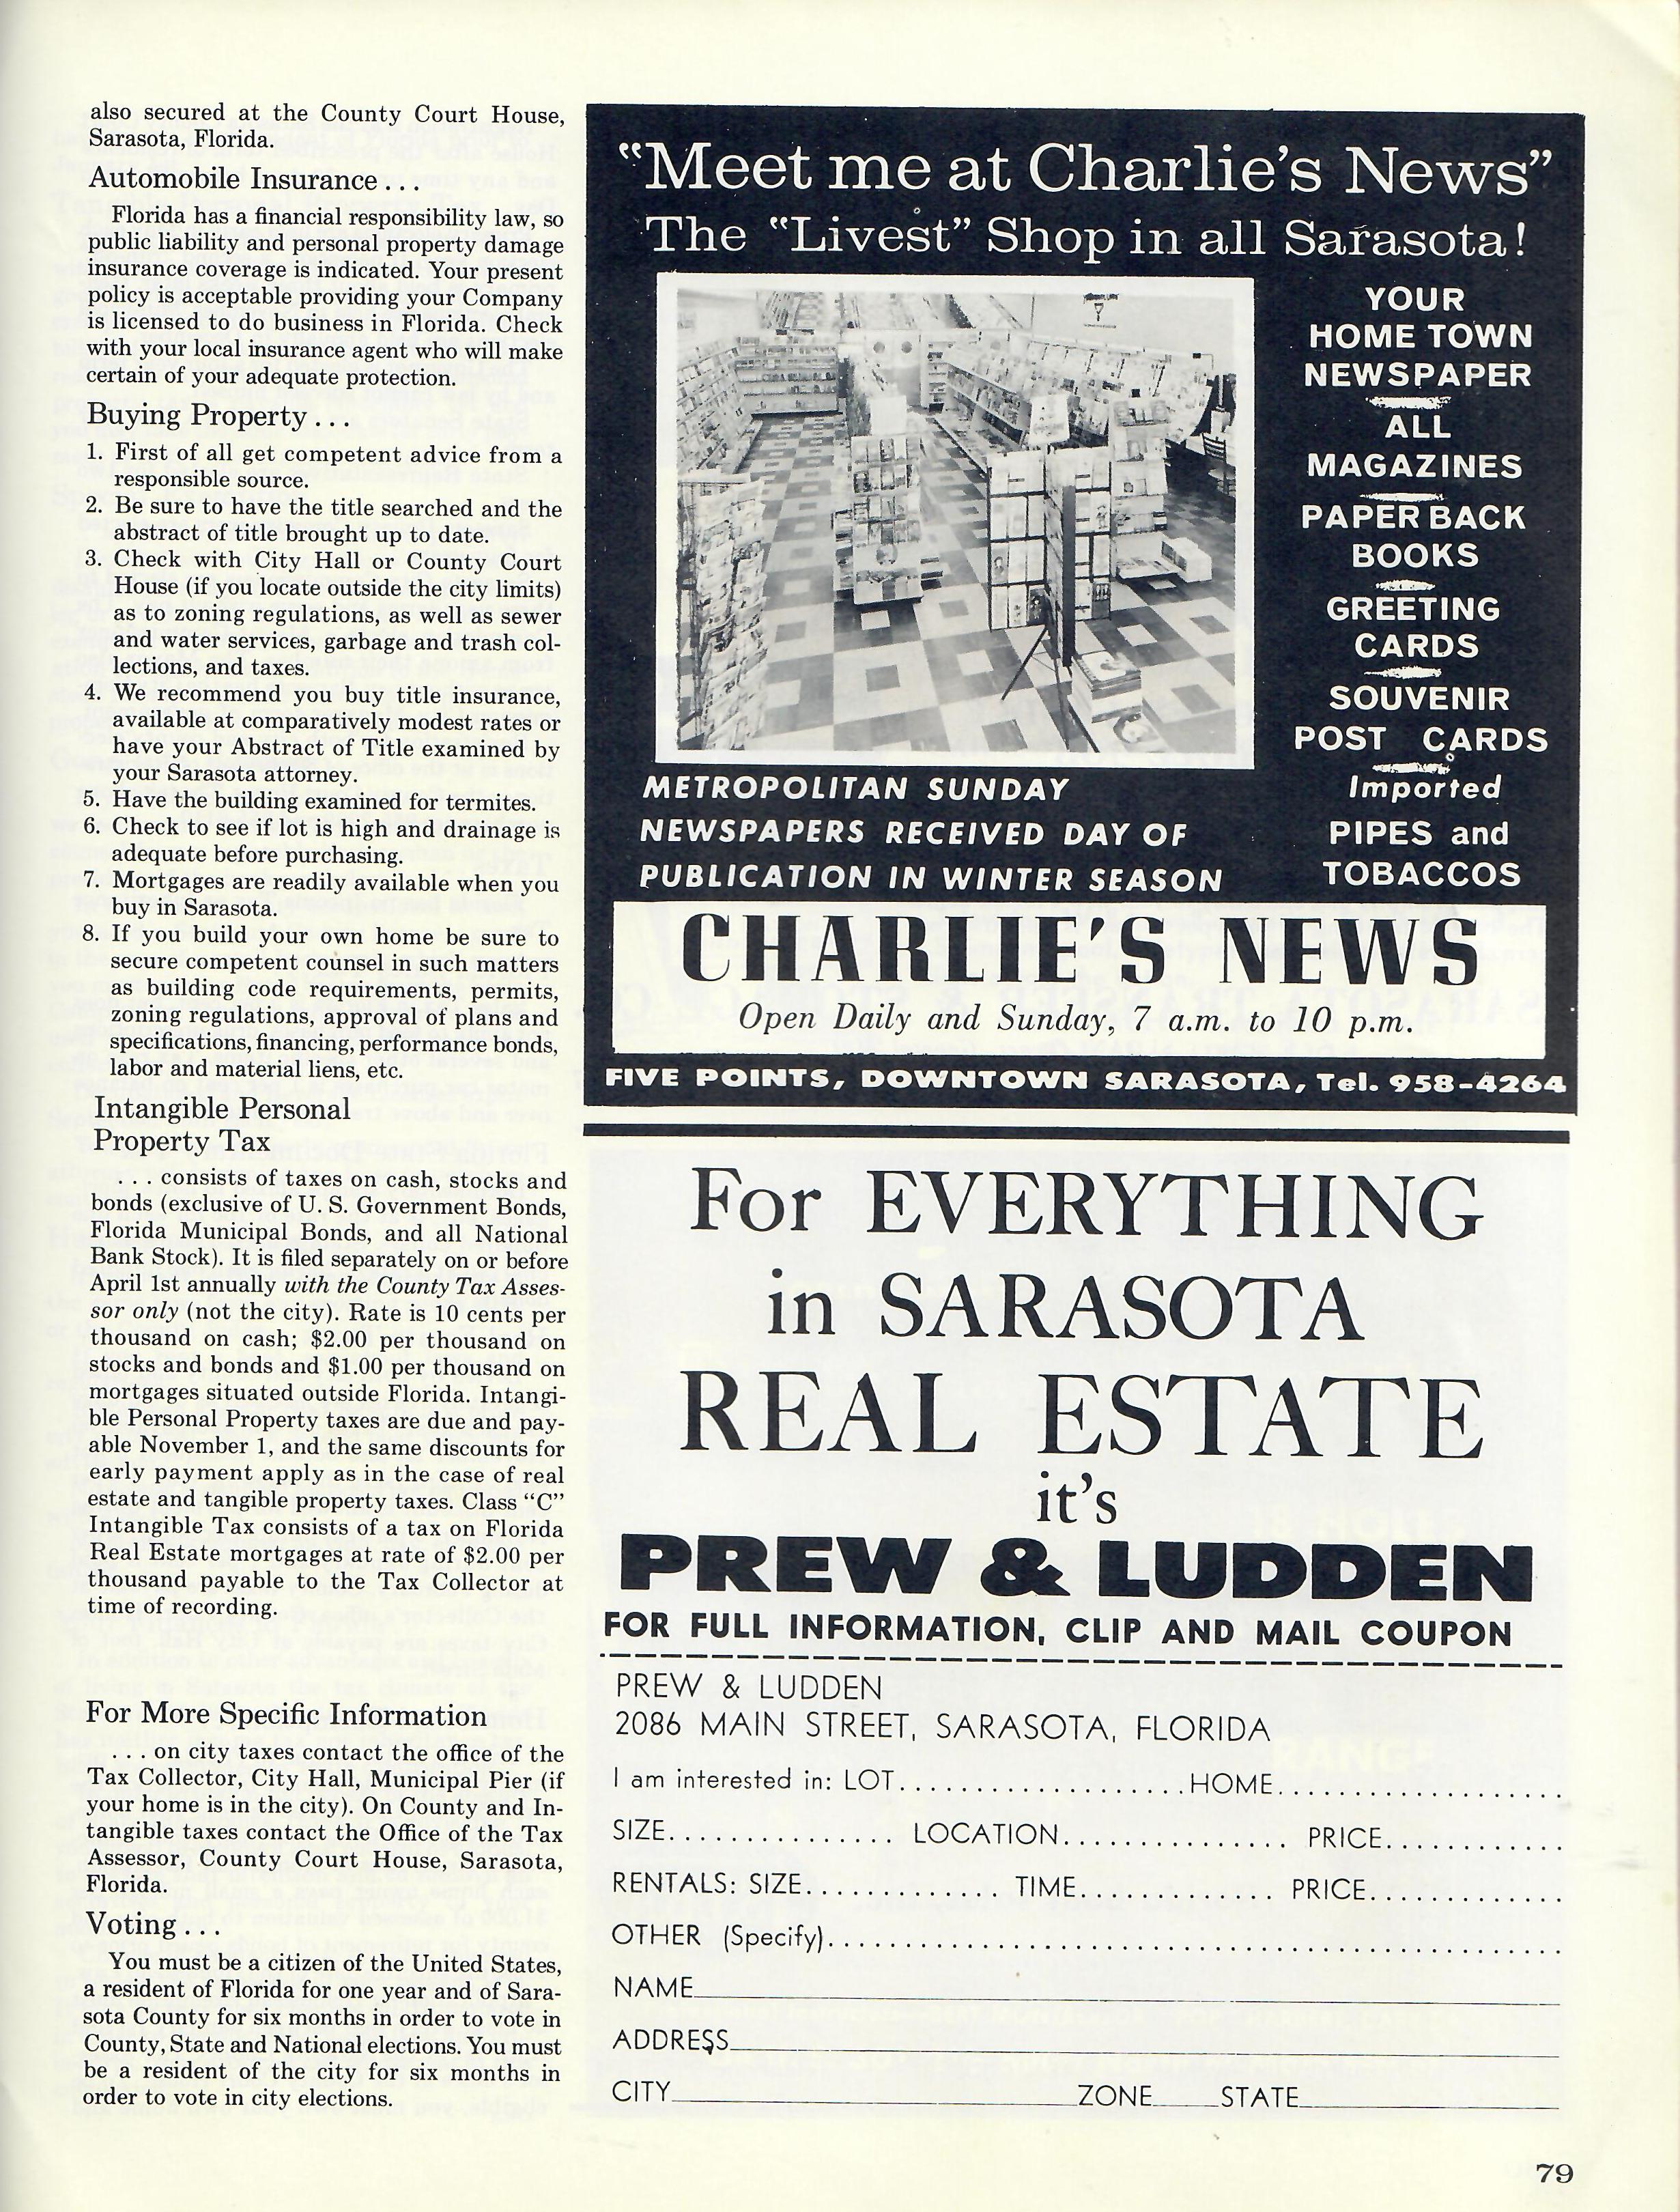 also secured at the County Court House,
Sarasota, Florida.
Automobile Insurance . . .
Florida has a financial responsibility law, so
public liability and personal property damage
insurance coverage is indicated. Your present
policy is acceptable providing your Company
is licensed to do business in Florida. Check
with your local insurance agent who will make
certain of your adequate protection.
Buying Property . . .
1. First of all get competent advice from a
responsible source.
2. Be sure to have the title searched and the
abstract of title brought up to date.
3. Check with City Hall or County Court
House (if you locate outside the city limits)
as to zoning regulations, as well as sewer
and water services, garbage and trash col-
lections, and taxes.
4. We recommend you buy title insurance,
available at comparatively modest rates or
have your Abstract of Title examined by
your Sarasota attorney.
5. Have the building examined for termites.
6. Check to see if lot is high and drainage is
adequate before purchasing.
7. Mortgages are readily available when you
buy in Sarasota.
8. If you build your own home be sure to
secure competent counsel in such matters
as building code requirements, permits,
zoning regulations, approval of plans and
specifications, financing, performance bonds,
labor and material liens, etc.
Intangible Personal
Property Tax
. . . consists of taxes on cash, stocks and
bonds (exclusive of U. S. Government Bonds,
Florida Municipal Bonds, and all National
Bank Stock). It is filed separately on or before
April 1st annually with the County Tax Asses-
sor only (not the city). Rate is 10 cents per
thousand on cash; $2.00 per thousand on
stocks and bonds and $1.00 per thousand on
mortgages situated outside Florida. Intangi-
ble Personal Property taxes are due and pay-
able November 1, and the same discounts for
early payment apply as in the case of real
estate and tangible property taxes. Class “C”
Intangible Tax consists of a tax on Florida
Real Estate mortgages at rate of $2.00 per
thousand payable to the Tax Collector at
time of recording.
For More Specific Information
. . . on city taxes contact the office of the
Tax Collector, City Hall, Municipal Pier (if
your home is in the city). On County and In-
tangible taxes contact the Office of the Tax
Assessor, County Court House, Sarasota,
Florida.
Voting . . .
You must be a citizen of the United States,
a resident of Florida for one year and of Sara-
sota County for six months in order to vote in
County, State and National elections. You must
be a resident of the city for six months in
order to vote in city elections.
“Meet me at Charlie’s News”
The “Livest” Shop in all Sarasota!
YOUR
HOME TOWN
NEWSPAPER
ALL
MAGAZINES
PAPER BACK
BOOKS
GREETING
CARDS
SOUVENIR
POST CARDS
Imported
PIPES and
TOBACCOS
METROPOLITAN SUNDAY
NEWSPAPERS RECEIVED DAY OF
PUBLICATION IN WINTER SEASON
CHARLIE’S NEWS
Open Daily and Sunday, 7 a.m. to 10 p.m.
FIVE POINTS, DOWNTOWN SARASOTA, Tel. 958-4264
For EVERYTHING
in SARASOTA
REAL ESTATE
it’s
PREW & LUDDEN
FOR FULL INFORMATION, CLIP AND MAIL COUPON
PREW & LUDDEN
2086 MAIN STREET, SARASOTA, FLORIDA
I am interested in: LOT....................HOME....................
SIZE................ LOCATION................ PRICE.............
RENTALS: SIZE.............. TIME.............. PRICE..............
OTHER (Specify)....................................................
NAME
ADDRESS
CITY ZONE STATE
79